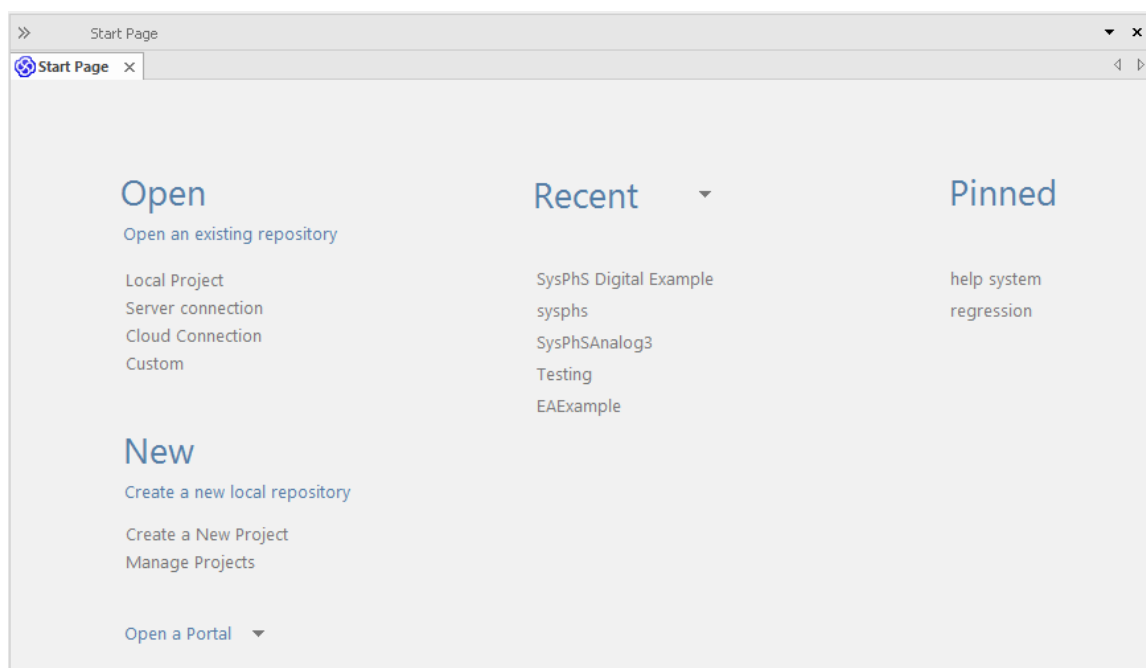 Start Page
Start Page
Open
Open an existing repository
Local Project
Server connection
Cloud Connection
Custom
New
Create a new local repository
Create a New Project
Manage Projects
Open a Portal
Recent
SysPhS Digital Example
sysphs
SysPhSAnalog3
Testing
EAExample
Pinned
help system
regression